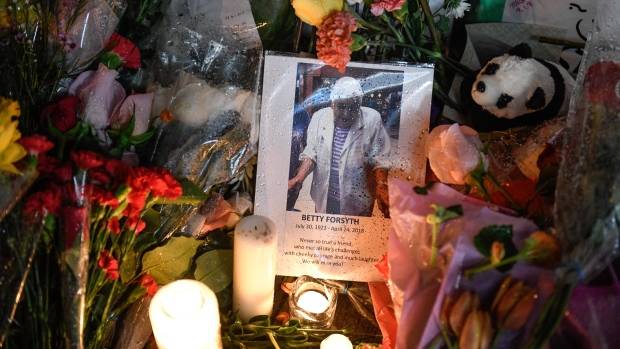 BETTY FORSYTH
July 30, 1923 - April 24, 2018
Never so true a friend,
who met all life's challenges
with cheeky courage and much laughter
We will miss you!